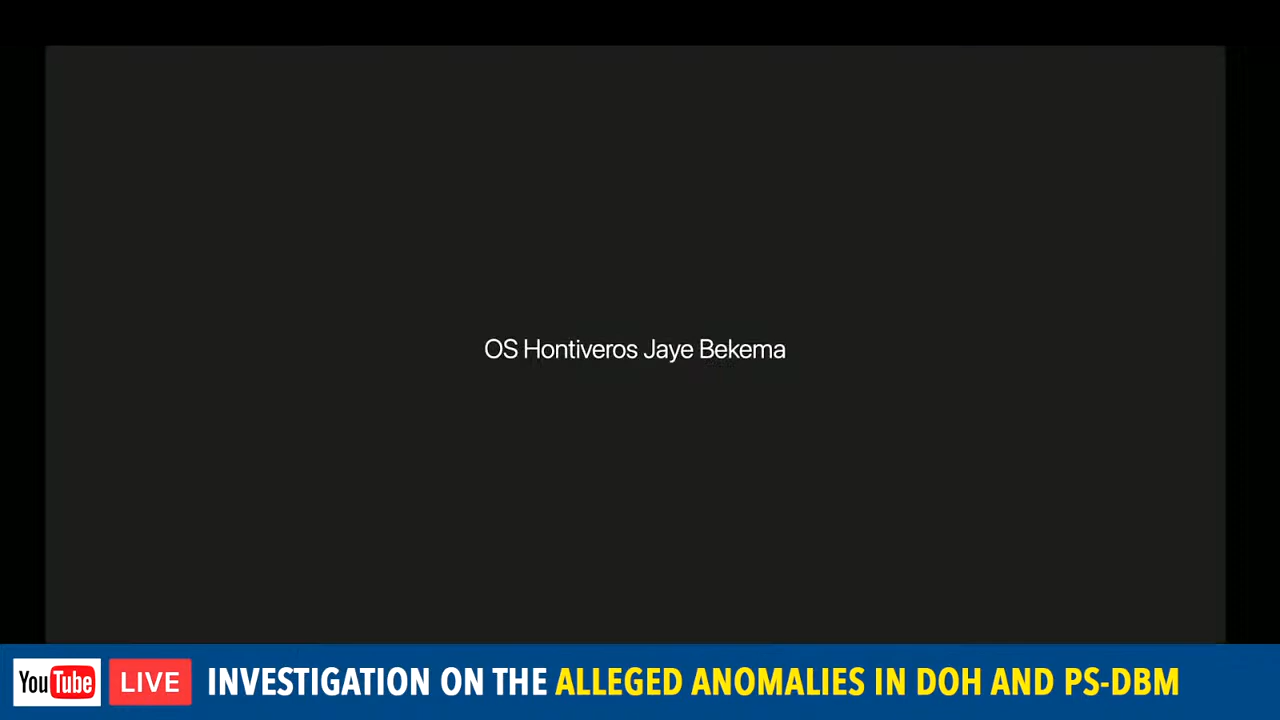 OS Hontiveros Jaye Bekema
YouTube LIVE INVESTIGATION ON THE ALLEGED ANOMALIES IN DOH AND PS-DBM